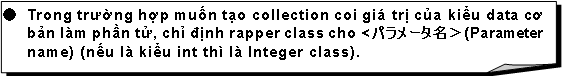 ● Trong trường hợp muốn tạo collection coi giá trị của kiểu data cơ
bản làm phần tử, chỉ định rapper class cho <パラメータ名> (Parameter
name) (nếu là kiểu int thì là Integer class).